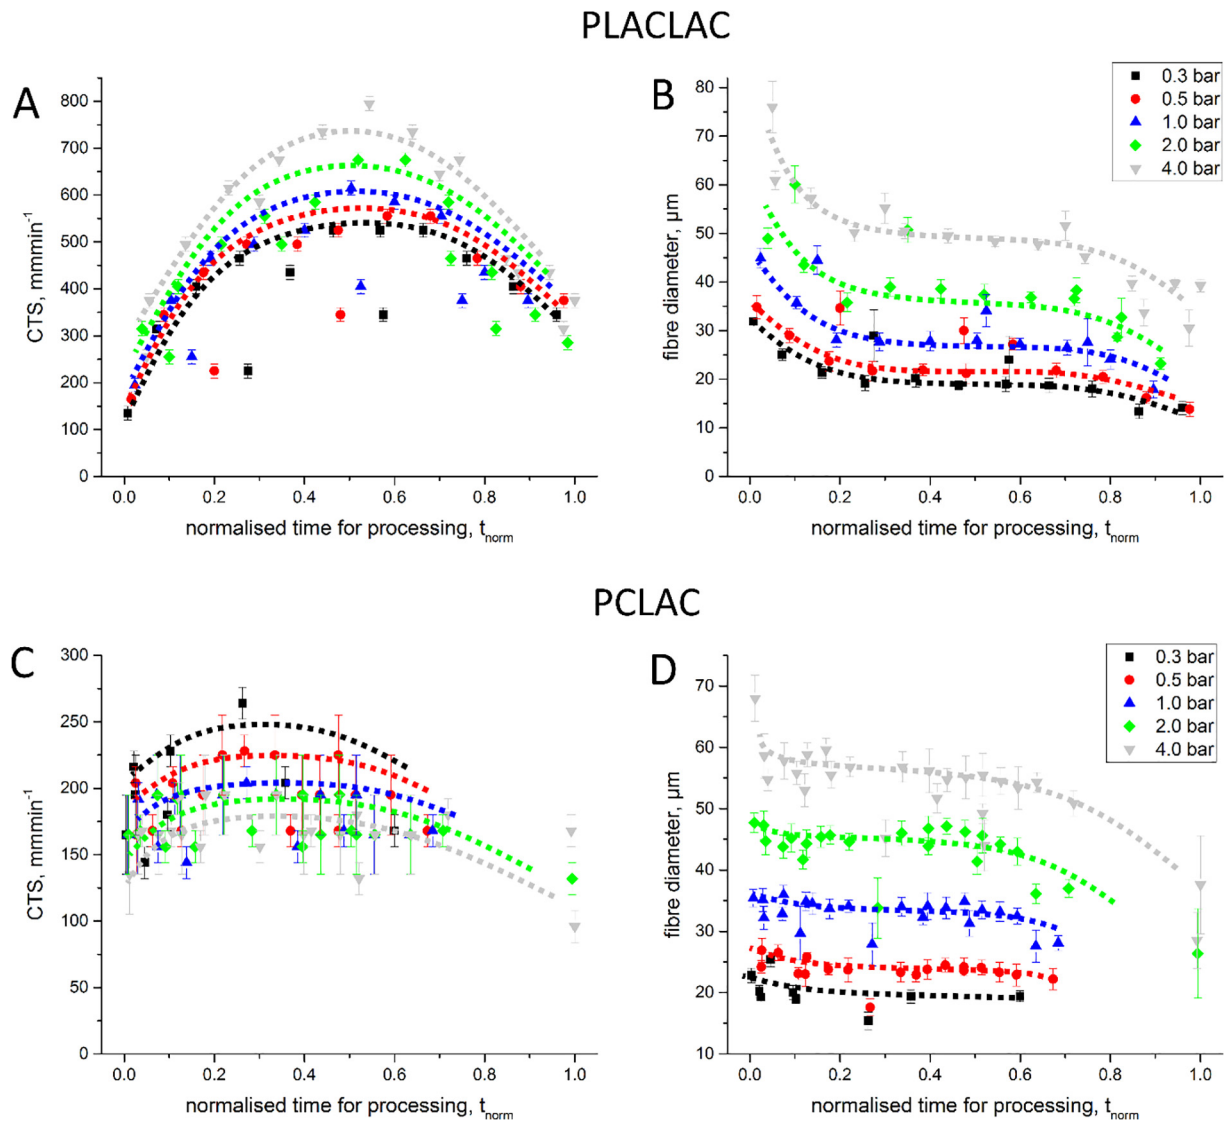 PLACLAC
A
CTS, mmmin⁻¹
800
700
600
500
400
300
200
100
0
0.0 0.2 0.4 0.6 0.8 1.0
normalised time for processing, tnorm
B
fibre diameter, µm
80
70
60
50
40
30
20
10
0
0.0 0.2 0.4 0.6 0.8 1.0
normalised time for processing, tnorm
0.3 bar
0.5 bar
1.0 bar
2.0 bar
4.0 bar
PCLAC
C
CTS, mmmin⁻¹
300
250
200
150
100
50
0
0.0 0.2 0.4 0.6 0.8 1.0
normalised time for processing, tnorm
D
fibre diameter, µm
70
60
50
40
30
20
10
0.0 0.2 0.4 0.6 0.8 1.0
normalised time for processing, tnorm
0.3 bar
0.5 bar
1.0 bar
2.0 bar
4.0 bar